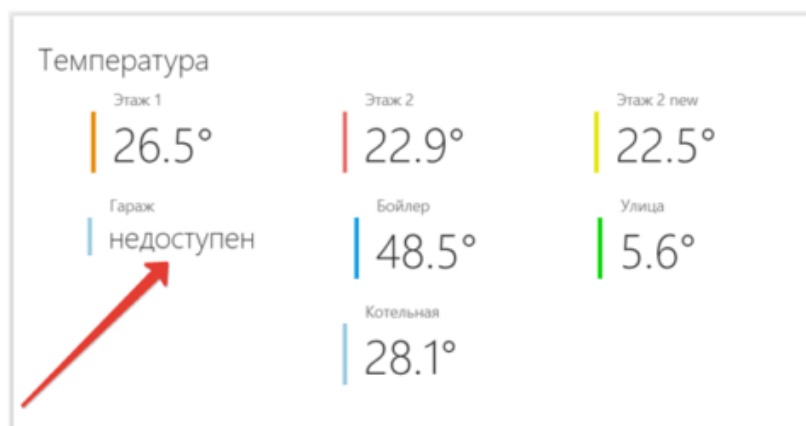 Температура
Этаж 1
26.5°
Этаж 2
22.9°
Этаж 2 new
22.5°
Гараж
недоступен
Бойлер
48.5°
Улица
5.6°
Котельная
28.1°